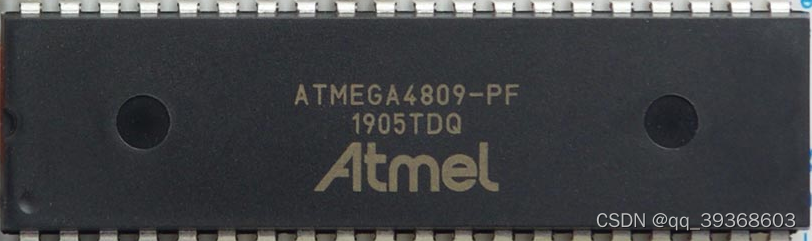 ATMEGA4809-PF
1905TDQ
Atmel
CSDN @qq_39368603